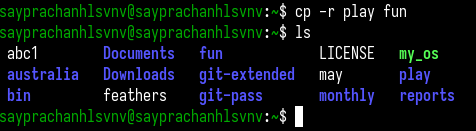 sayprachanhlsvnv@sayprachanhlsvnv:~$ cp -r play fun
sayprachanhlsvnv@sayprachanhlsvnv:~$ ls
abc1 Documents fun LICENSE my_os
australia Downloads git-extended may play
bin feathers git-pass monthly reports
sayprachanhlsvnv@sayprachanhlsvnv:~$